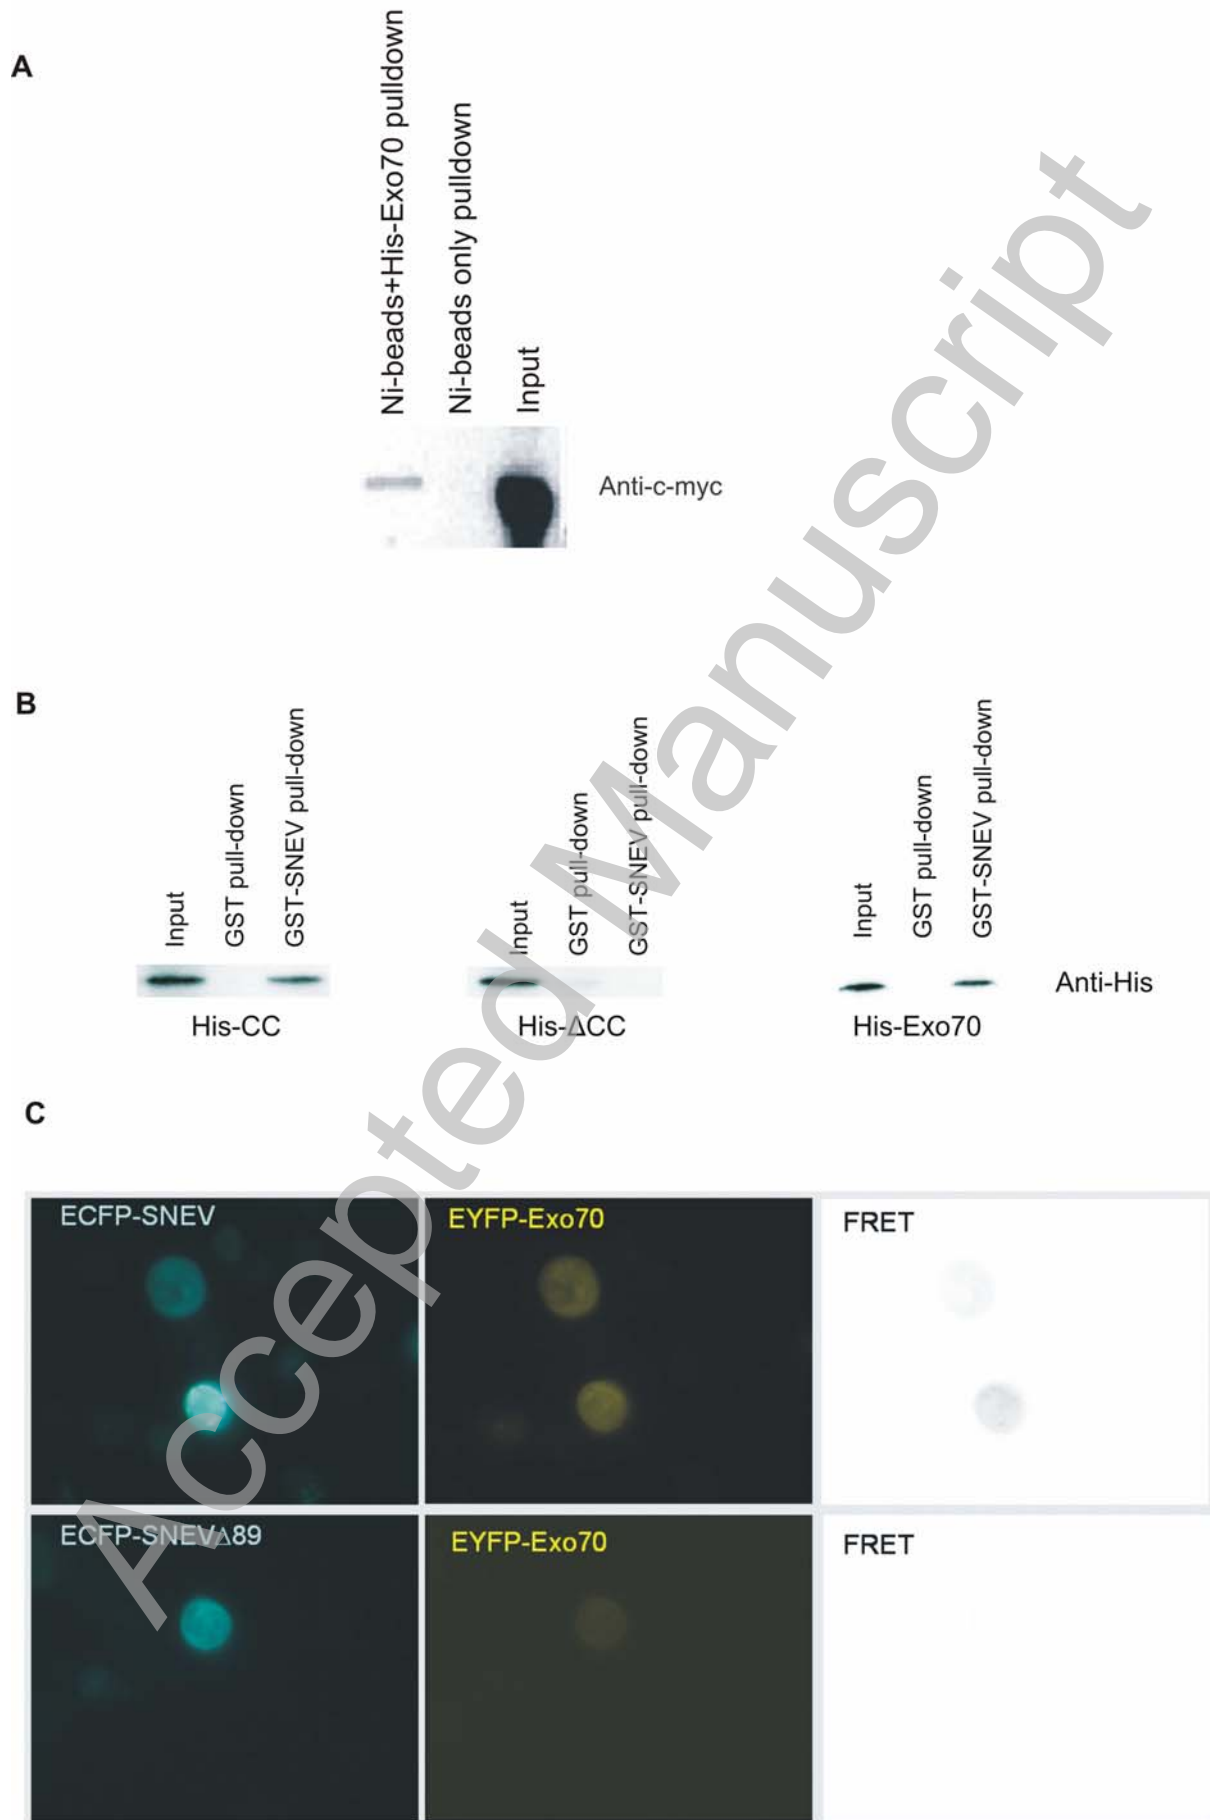 A
Ni-beads+His-Exo70 pulldown
Ni-beads only pulldown
Input
Anti-c-myc
B
Input
GST pull-down
GST-SNEV pull-down
His-CC
Input
GST pull-down
GST-SNEV pull-down
His-ΔCC
Input
GST pull-down
GST-SNEV pull-down
His-Exo70
Anti-His
C
ECFP-SNEV
EYFP-Exo70
FRET
ECFP-SNEVΔ89
EYFP-Exo70
FRET
Accepted Manuscript